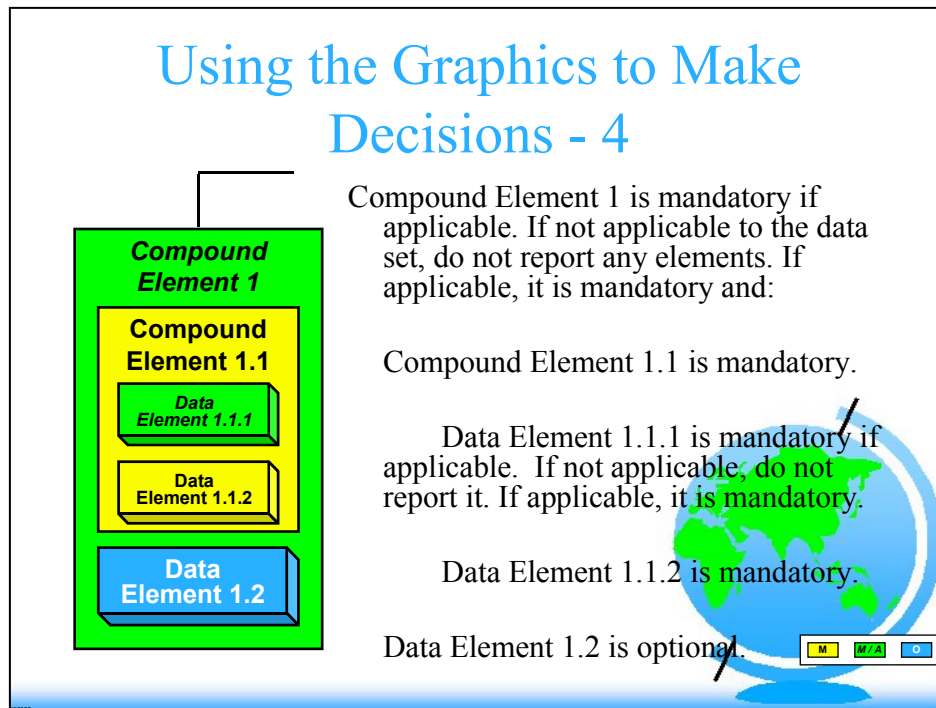 Using the Graphics to Make
Decisions - 4
Compound
Element 1
Compound
Element 1.1
Data
Element 1.1.1
Data
Element 1.1.2
Data
Element 1.2
Compound Element 1 is mandatory if
applicable. If not applicable to the data
set, do not report any elements. If
applicable, it is mandatory and:
Compound Element 1.1 is mandatory.
Data Element 1.1.1 is mandatory if
applicable. If not applicable, do not
report it. If applicable, it is mandatory.
Data Element 1.1.2 is mandatory.
Data Element 1.2 is optional.
M M / A O